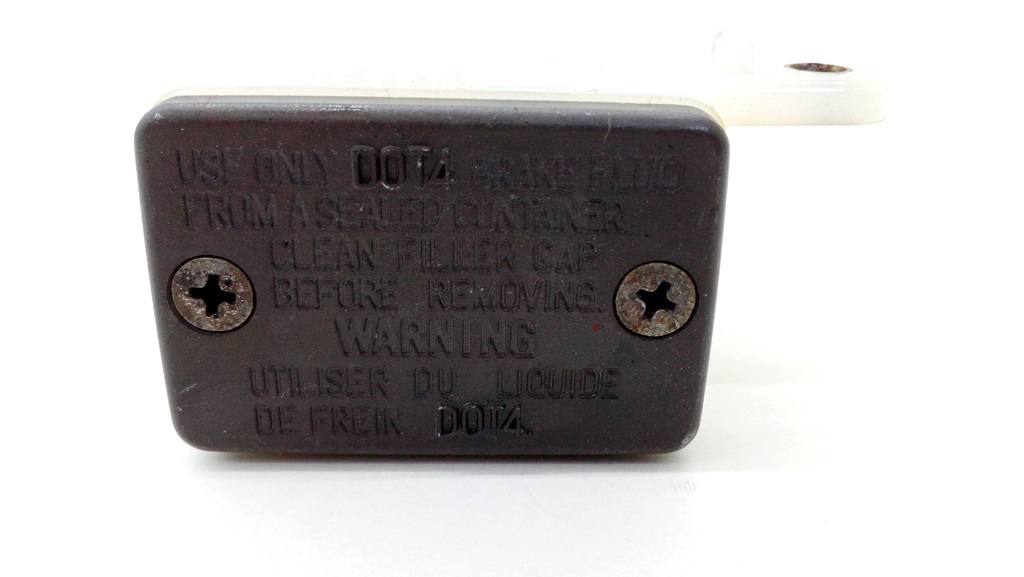 USE ONLY DOT4 BRAKE FLUID
FROM A SEALED CONTAINER.
CLEAN FILLER CAP
BEFORE REMOVING.
WARNING
UTILISER DU LIQUIDE
DE FREIN DOT4.